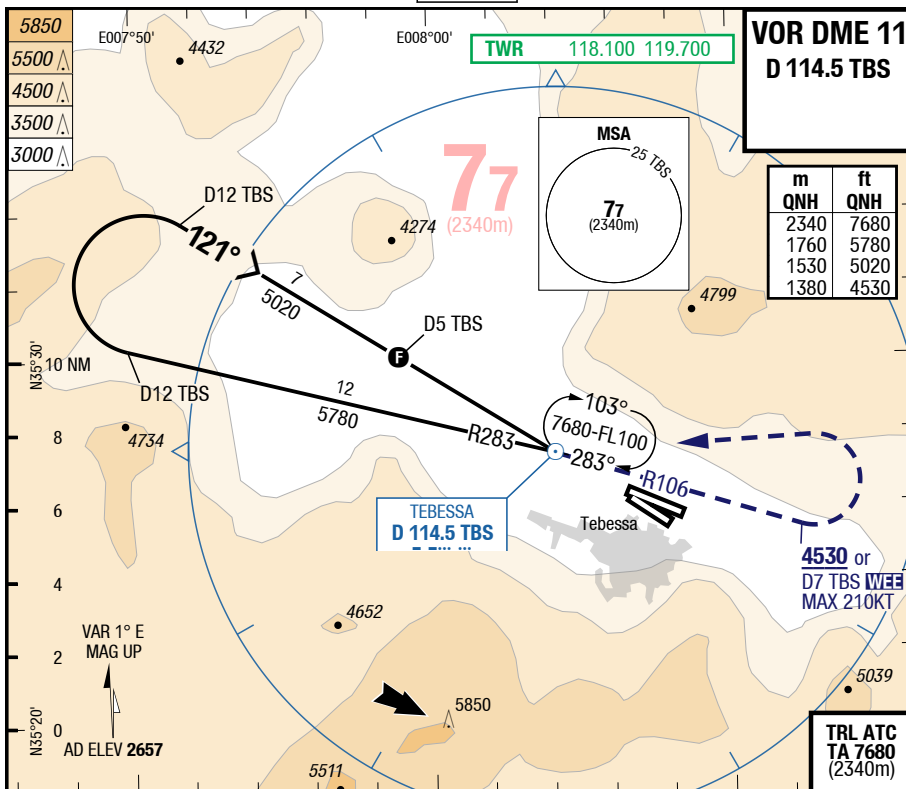 5850
5500
4500
3500
3000
E007°50'
4432
E008°00'
TWR 118.100 119.700
VOR DME 11
D 114.5 TBS
MSA
25 TBS
77
(2340m)
77
(2340m)
m ft
QNH QNH
2340 7680
1760 5780
1530 5020
1380 4530
D12 TBS
121°
4274
7
5020
4799
D5 TBS
F
N35°30'
10 NM
D12 TBS
12
5780
R283
103°
7680-FL100
283°
R106
8
4734
6
TEBESSA
D 114.5 TBS
Tebessa
4530 or
D7 TBS WEE
MAX 210KT
4
4652
VAR 1° E
MAG UP
2
5039
5850
N35°20'
0
AD ELEV 2657
5511
TRL ATC
TA 7680
(2340m)